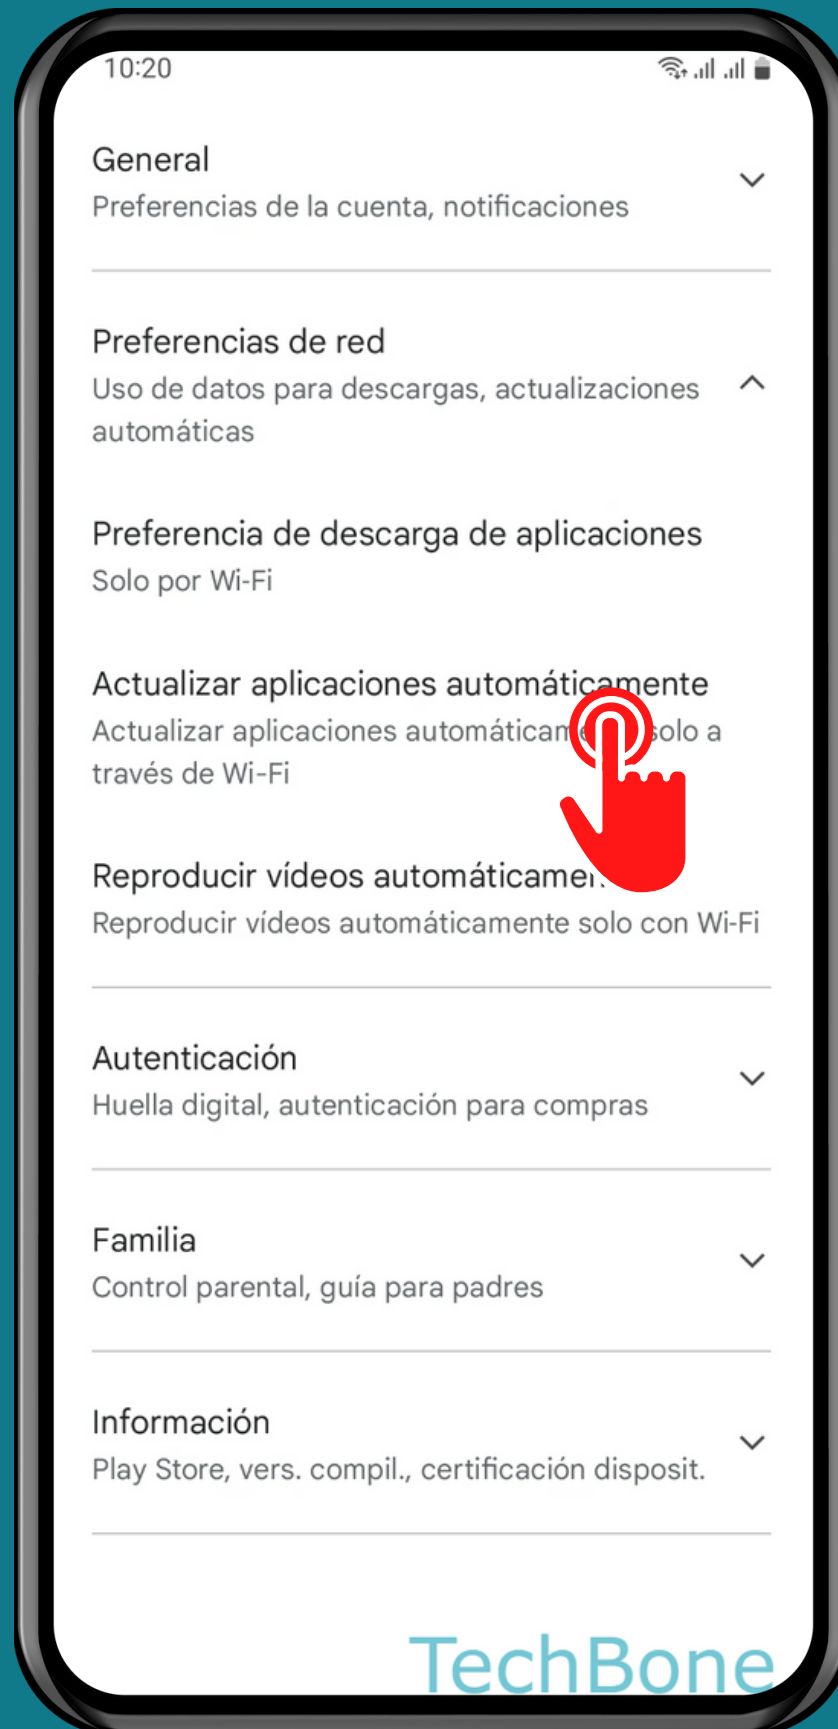 10:20
General
Preferencias de la cuenta, notificaciones
Preferencias de red
Uso de datos para descargas, actualizaciones
automáticas
Preferencia de descarga de aplicaciones
Solo por Wi-Fi
Actualizar aplicaciones automáticamente
Actualizar aplicaciones solo a
través de Wi-Fi
Reproducir vídeos
Reproducir vídeos automáticamente solo con Wi-Fi
Autenticación
Huella digital, autenticación para compras
Familia
Control parental, guía para padres
Información
Play Store, vers. compil., certificación disposit.
TechBone